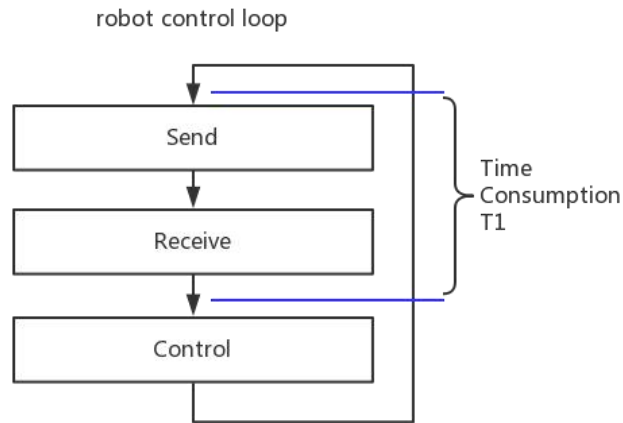 robot control loop
Send
Receive
Control
Time
Consumption
T1